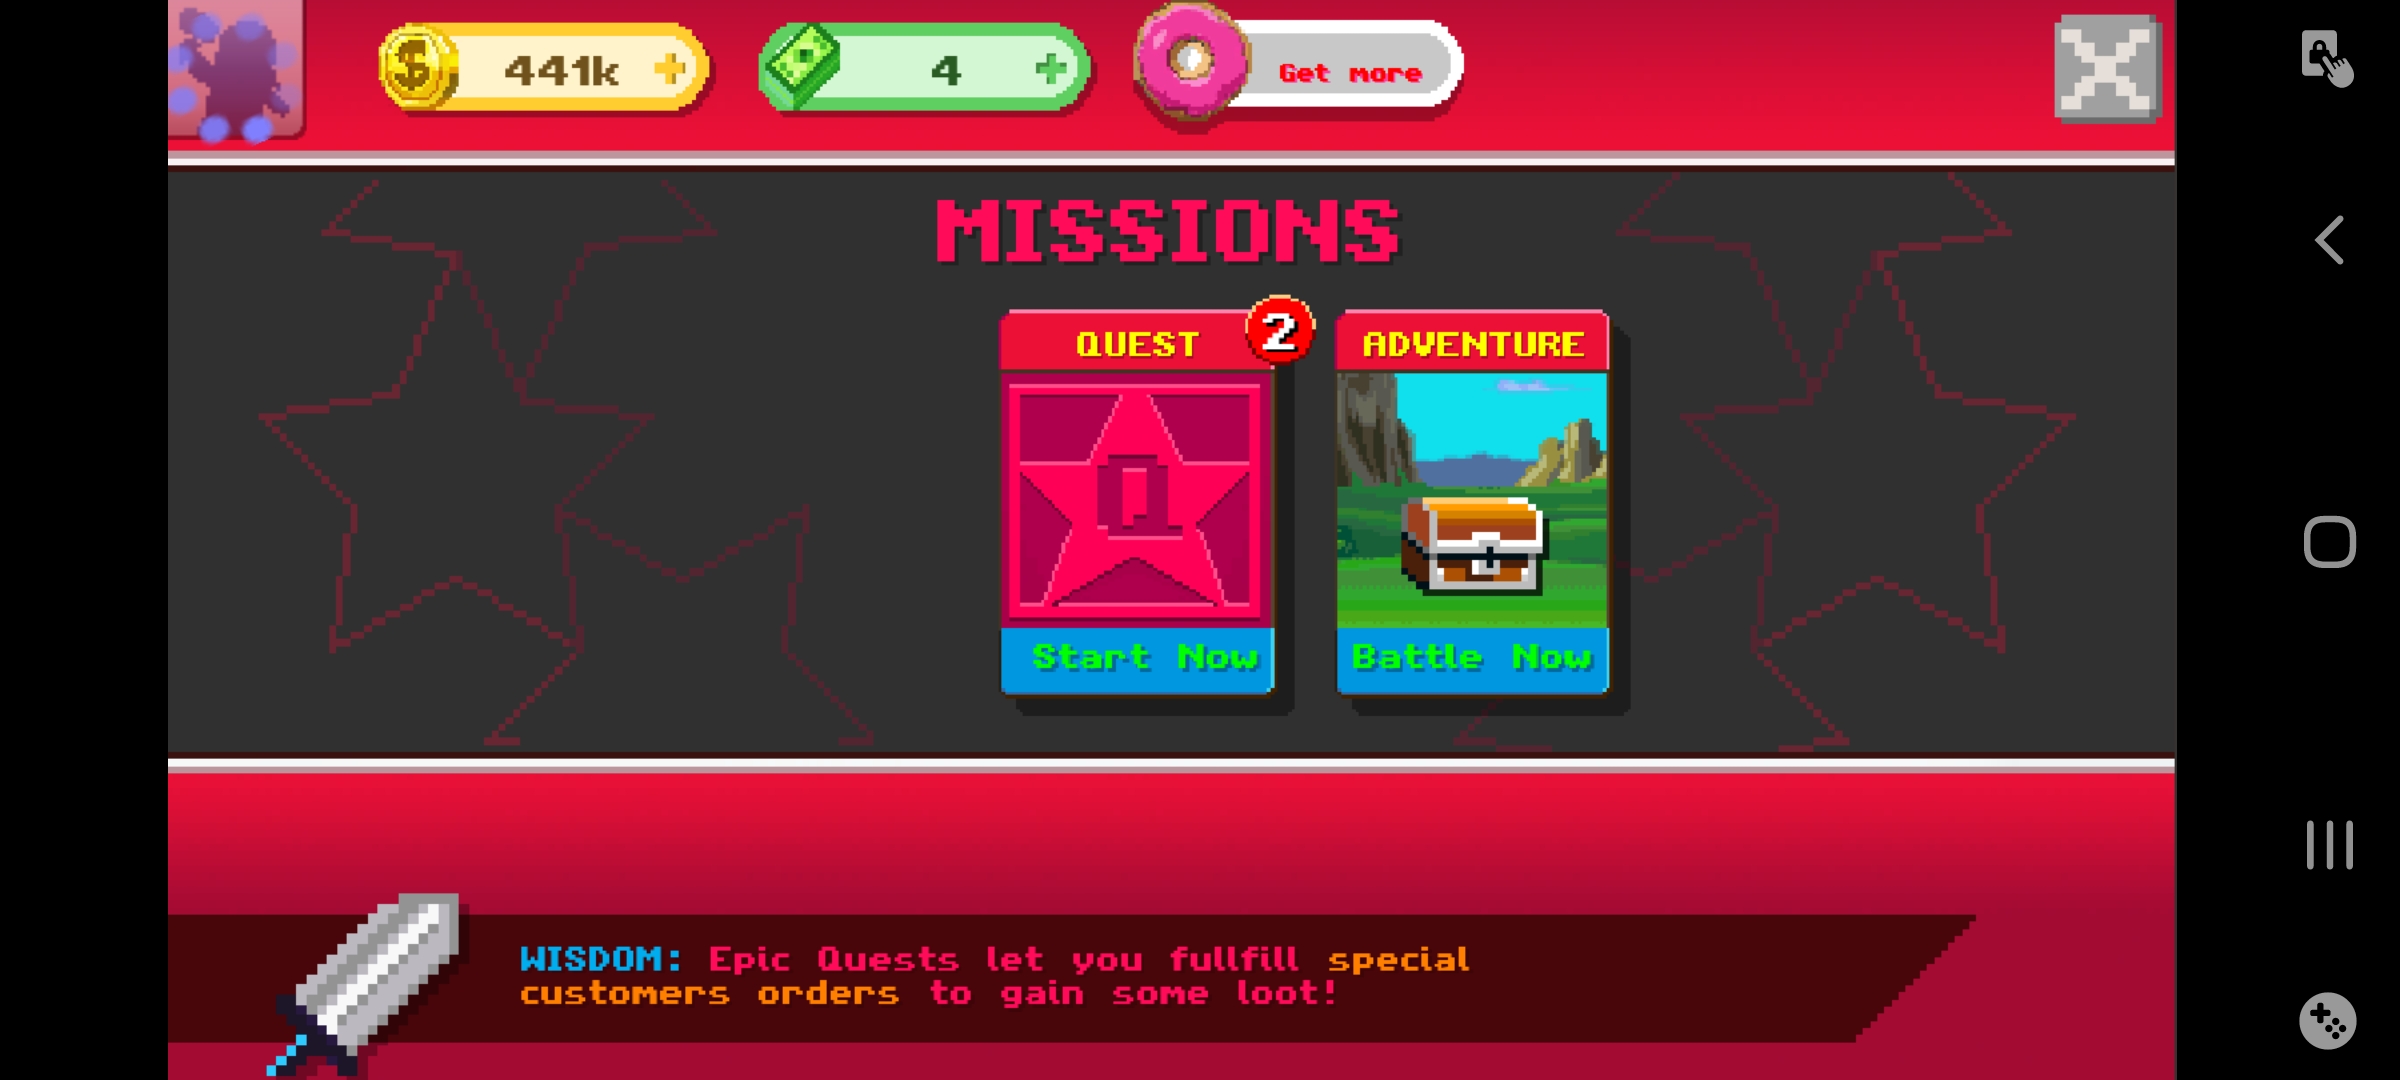 441k
4
Get more
MISSIONS
QUEST
2
ADVENTURE
Start Now
Battle Now
WISDOM: Epic Quests let you fullfill special
customers orders to gain some loot!